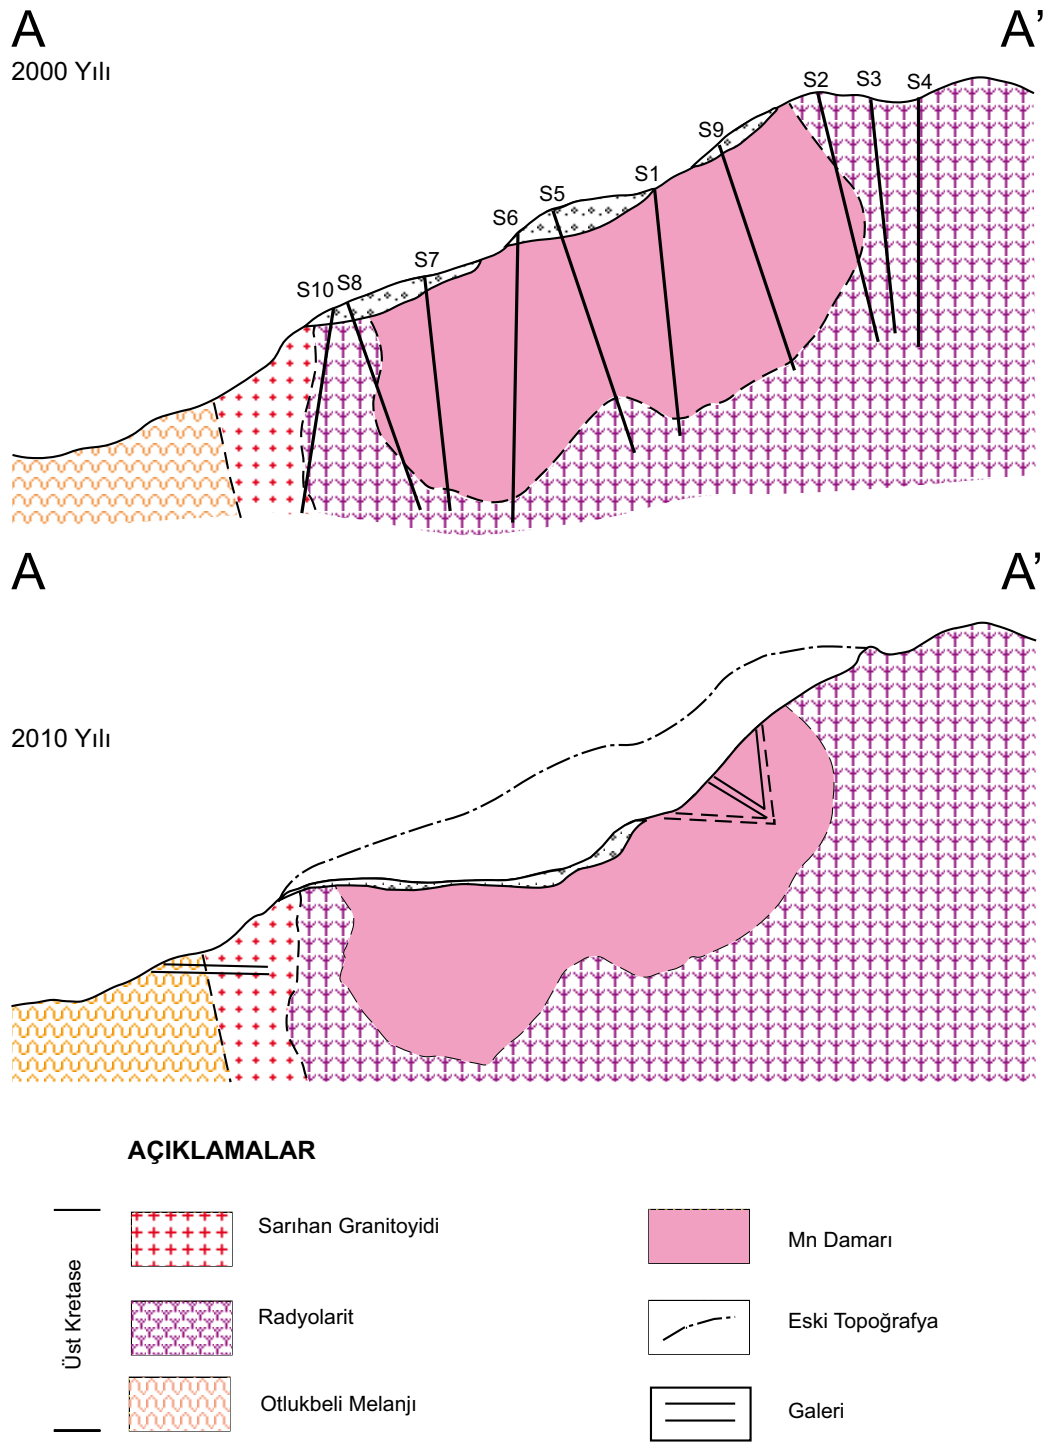 A A’
2000 Yılı
S2 S3 S4
S9
S1
S5
S6
S7
S10 S8
A A’
2010 Yılı
AÇIKLAMALAR
Üst Kretase
Sarıhan Granitoyidi
Radyolarit
Otlukbeli Melanjı
Mn Damarı
Eski Topoğrafya
Galeri